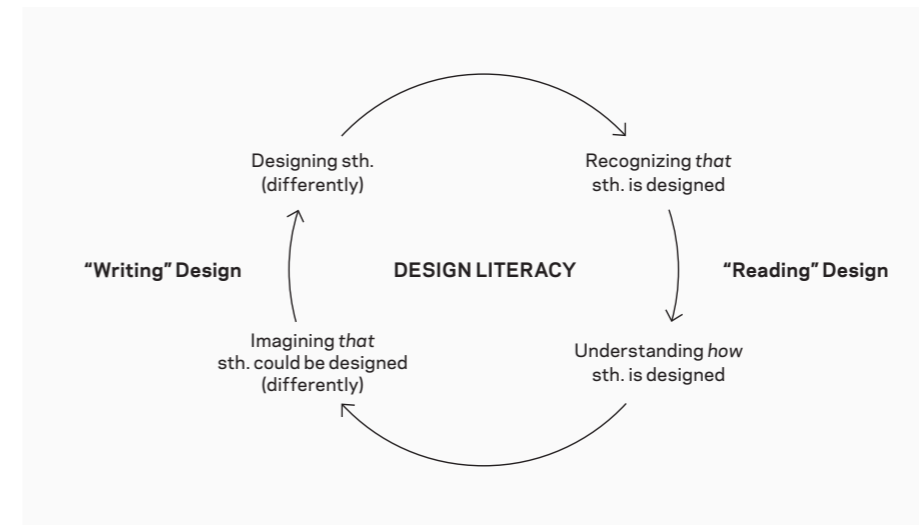 Designing sth.
(differently)
Recognizing that
sth. is designed
“Writing” Design
DESIGN LITERACY
“Reading” Design
Imagining that
sth. could be designed
(differently)
Understanding how
sth. is designed